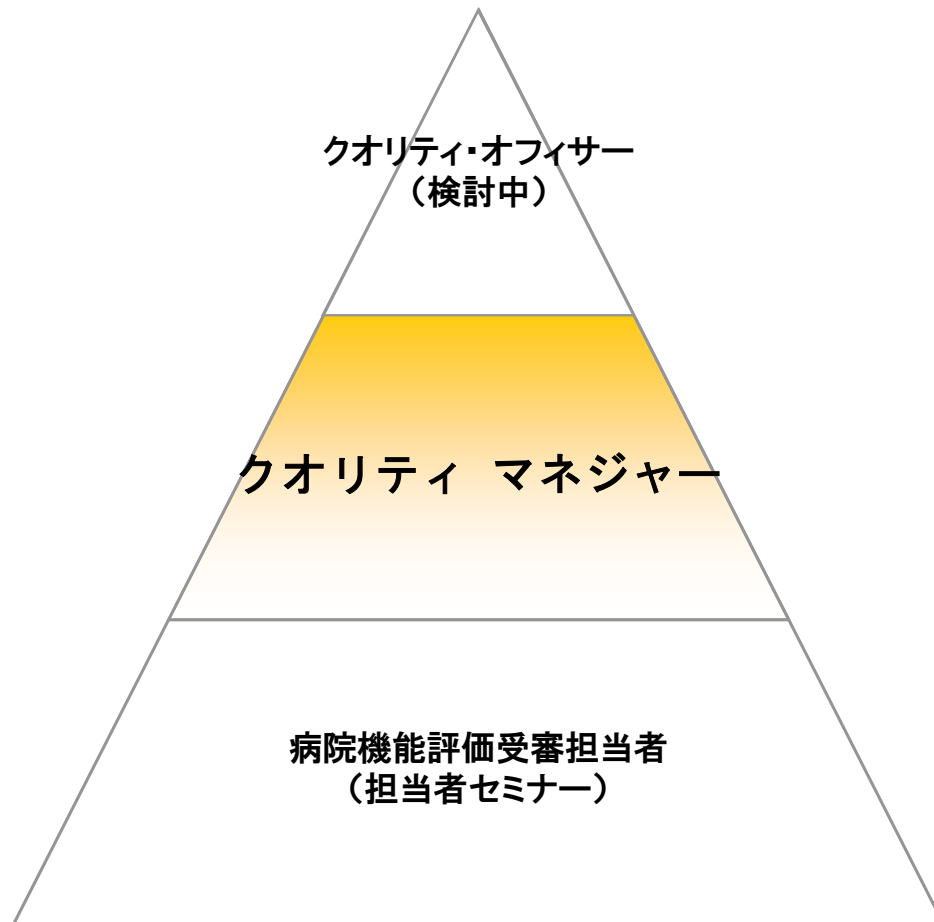 クオリティ・オフィサー
（検討中）
クオリティ マネジャー
病院機能評価受審担当者
（担当者セミナー）